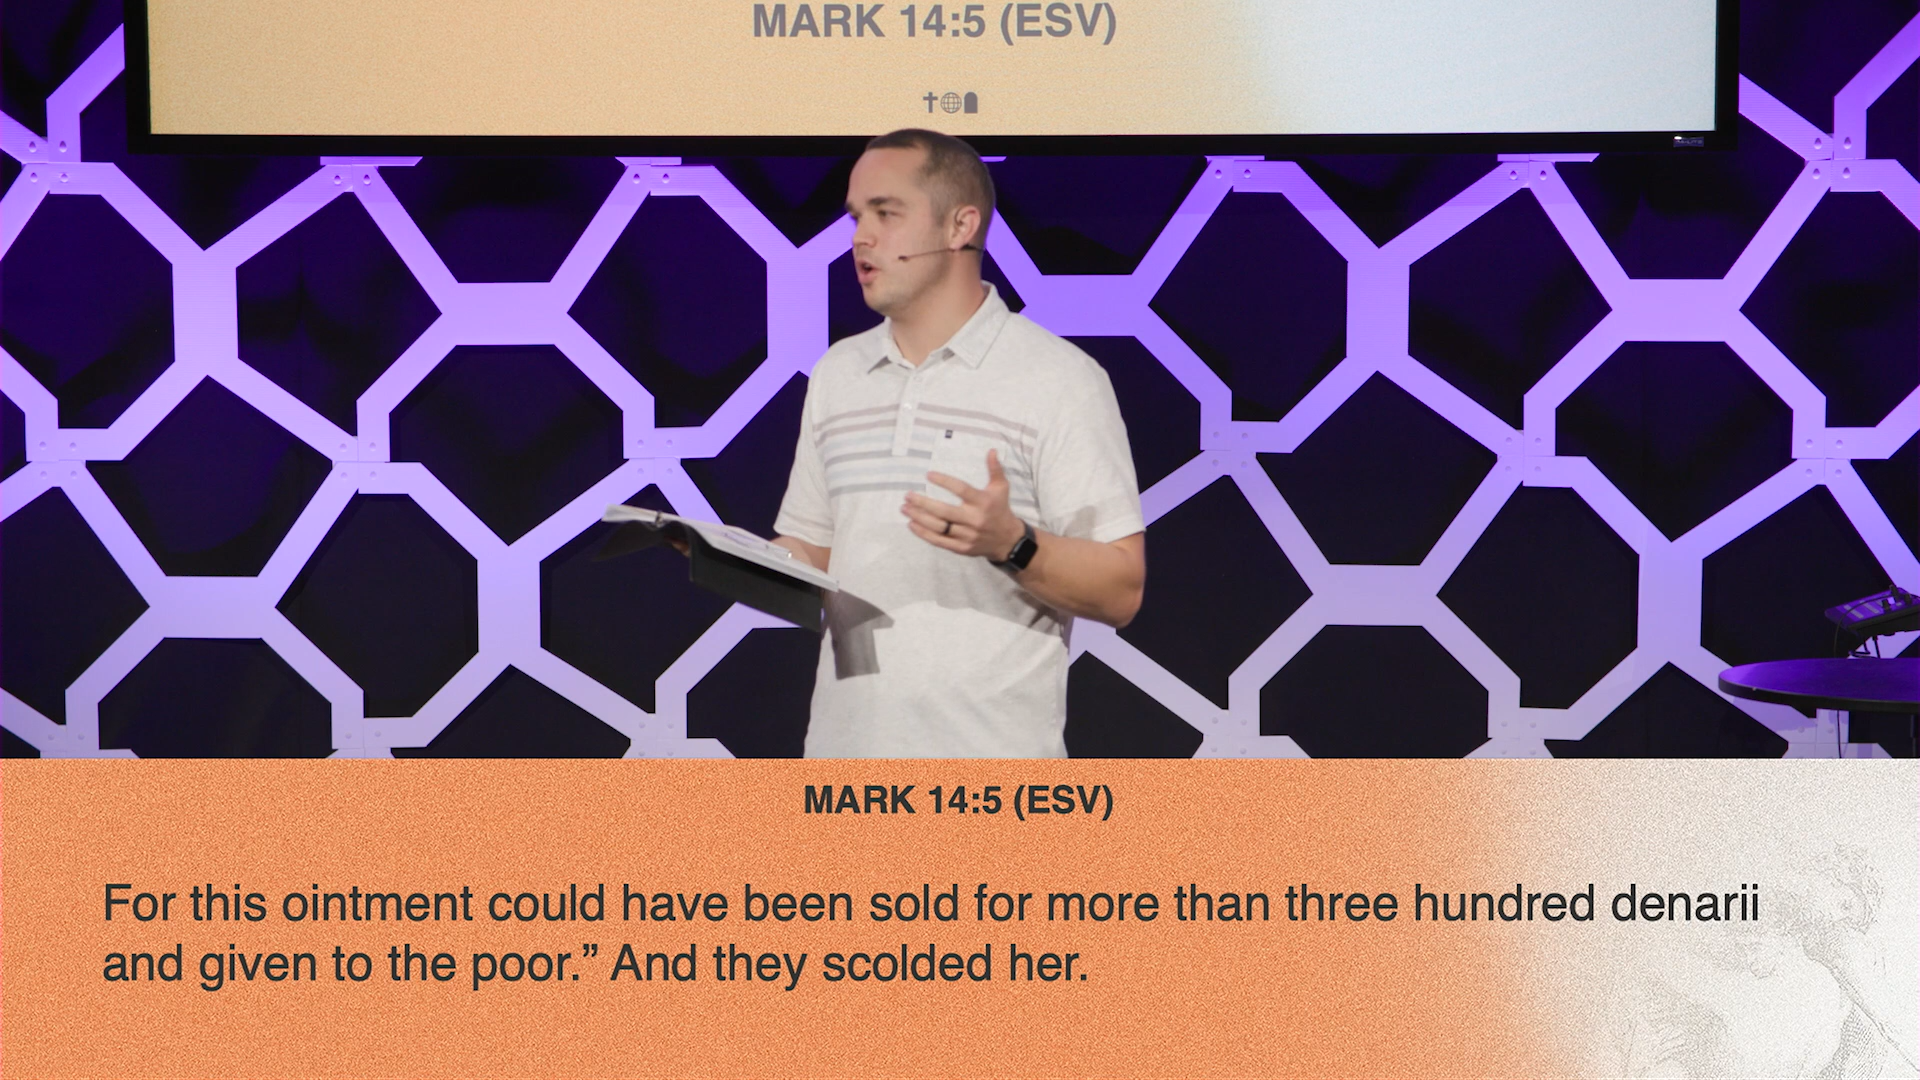 MARK 14:5 (ESV)
MARK 14:5 (ESV)
For this ointment could have been sold for more than three hundred denarii
and given to the poor.” And they scolded her.